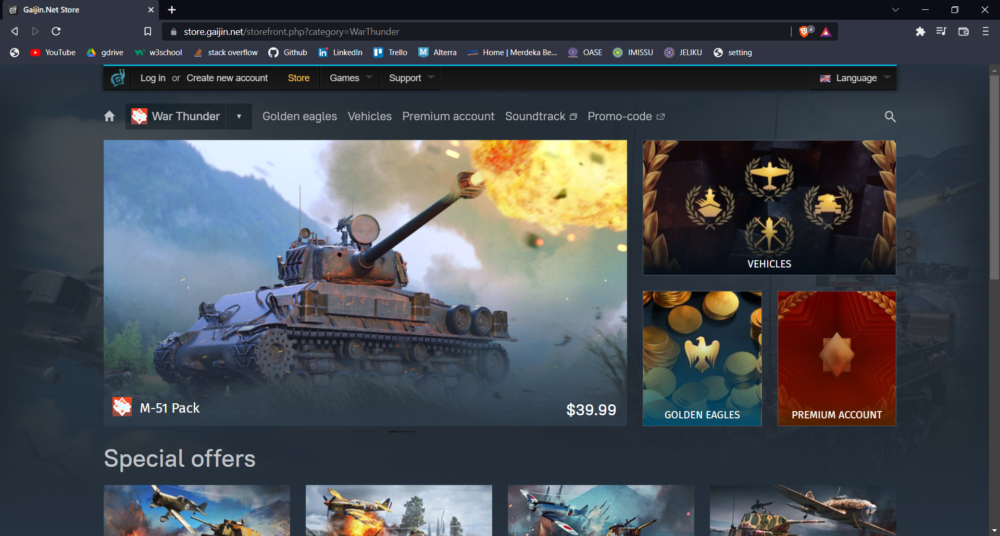 Gaijin.Net Store
store.gaijin.net/storefront.php?category=WarThunder
4
YouTube gdrive w3school stack overflow Github LinkedIn Trello Alterra Home | Merdeka Be... OASE IMISSU JELIKU setting
Log in or Create new account Store Games Support Language
War Thunder Golden eagles Vehicles Premium account Soundtrack Promo-code
VEHICLES
M-51 Pack $39.99
GOLDEN EAGLES PREMIUM ACCOUNT
Special offers